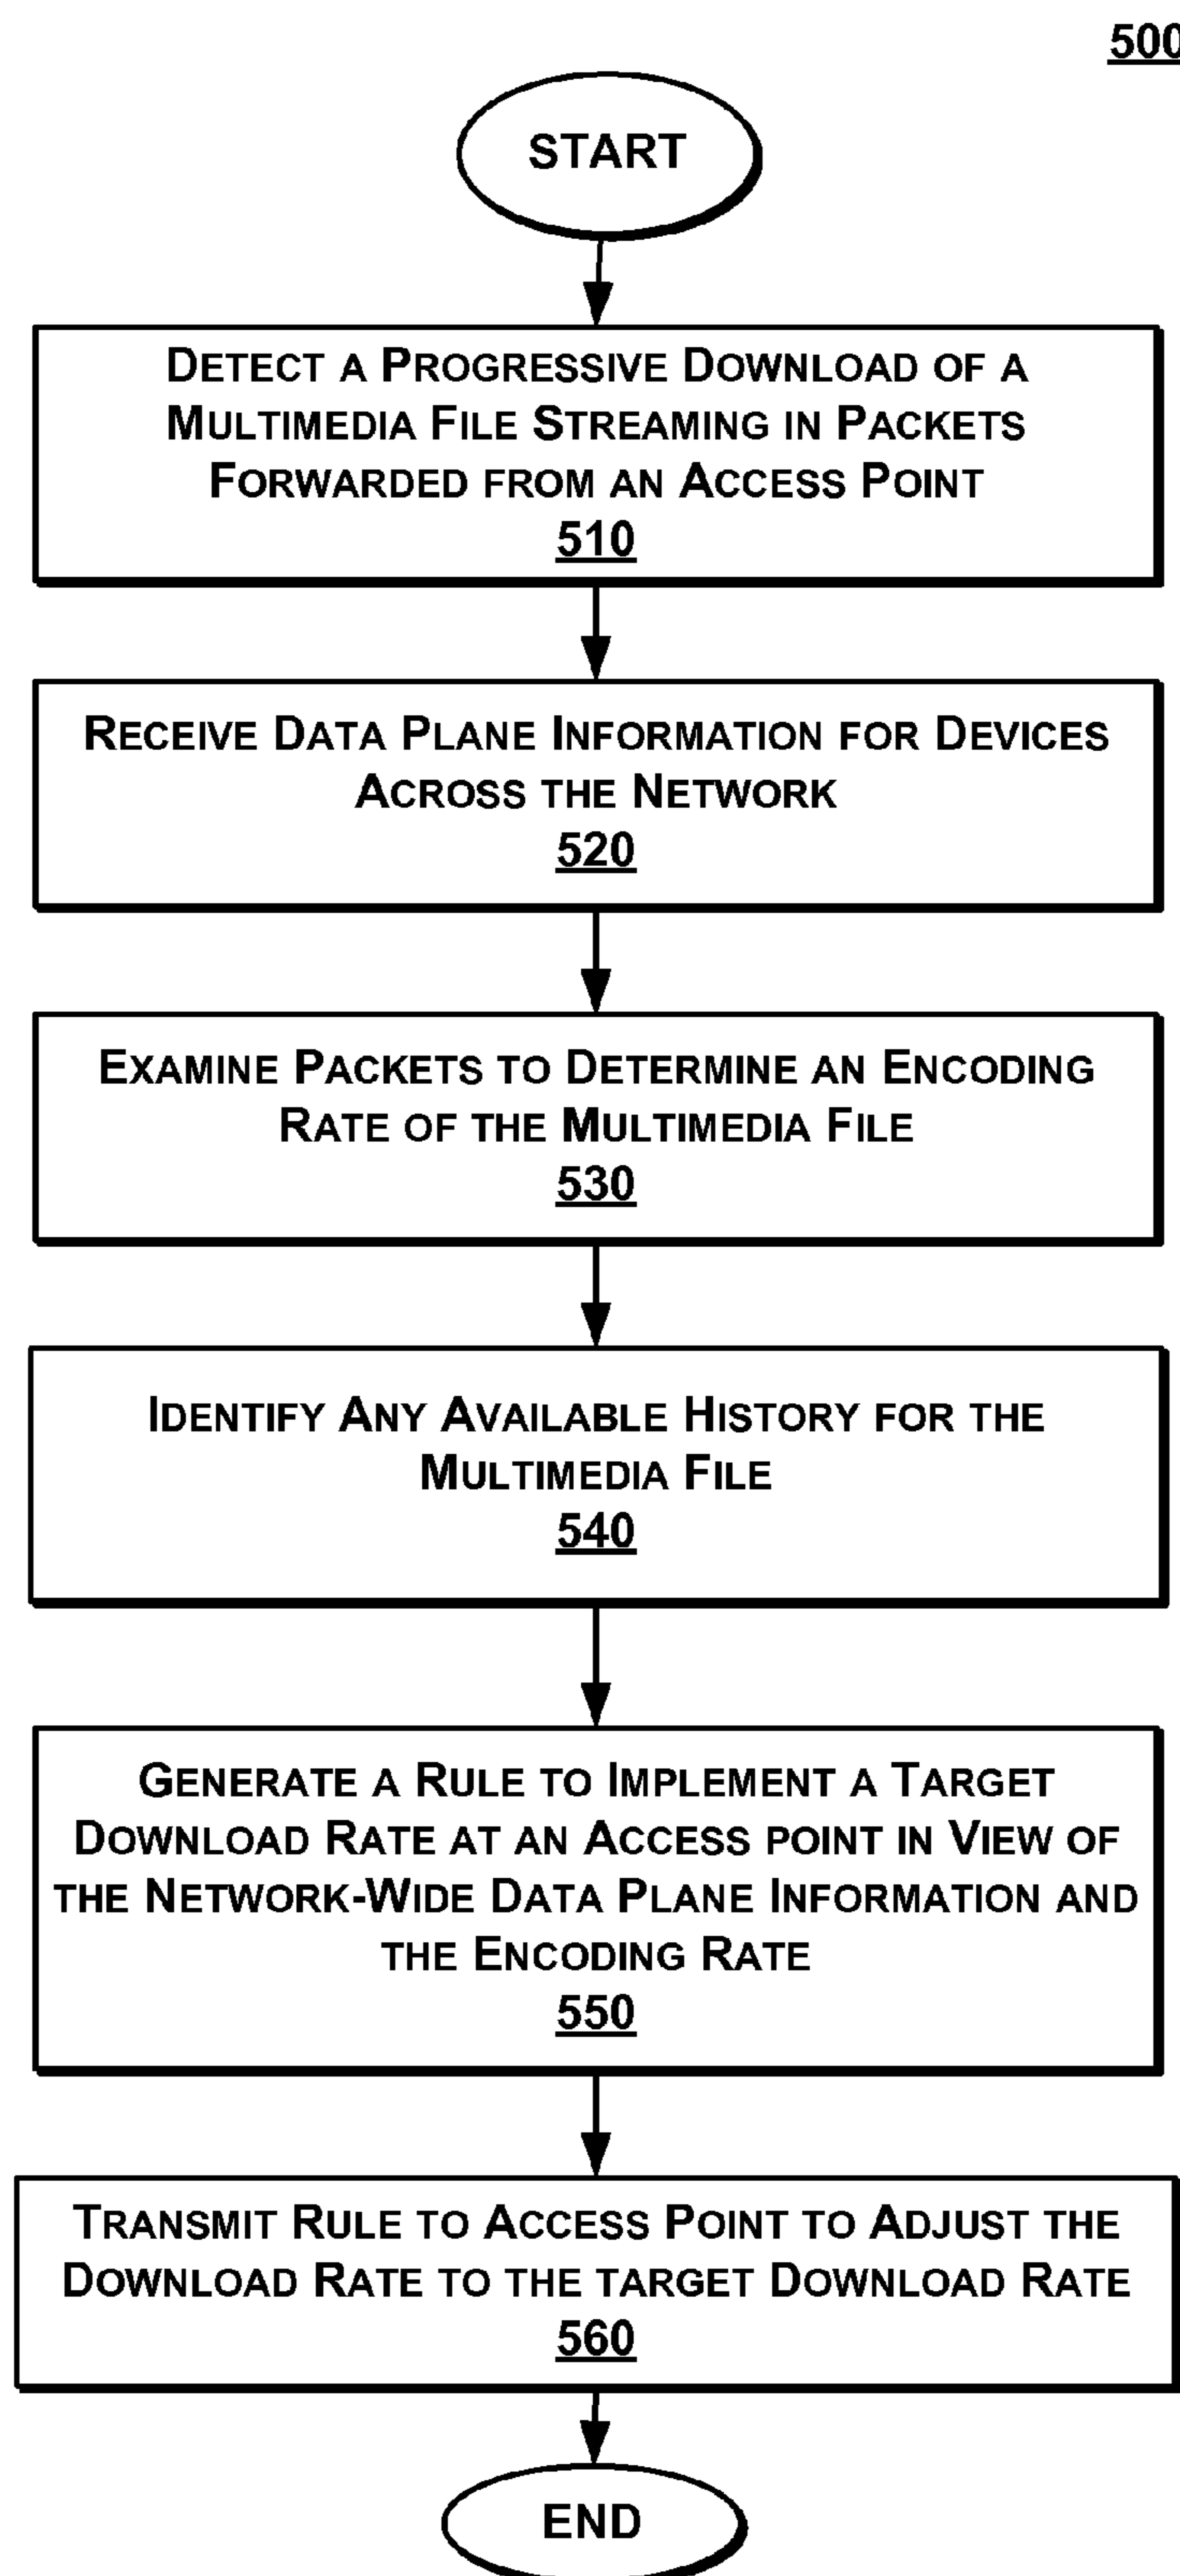 500
START
DETECT A PROGRESSIVE DOWNLOAD OF A
MULTIMEDIA FILE STREAMING IN PACKETS
FORWARDED FROM AN ACCESS POINT
510
RECEIVE DATA PLANE INFORMATION FOR DEVICES
ACROSS THE NETWORK
520
EXAMINE PACKETS TO DETERMINE AN ENCODING
RATE OF THE MULTIMEDIA FILE
530
IDENTIFY ANY AVAILABLE HISTORY FOR THE
MULTIMEDIA FILE
540
GENERATE A RULE TO IMPLEMENT A TARGET
DOWNLOAD RATE AT AN ACCESS POINT IN VIEW OF
THE NETWORK-WIDE DATA PLANE INFORMATION AND
THE ENCODING RATE
550
TRANSMIT RULE TO ACCESS POINT TO ADJUST THE
DOWNLOAD RATE TO THE TARGET DOWNLOAD RATE
560
END